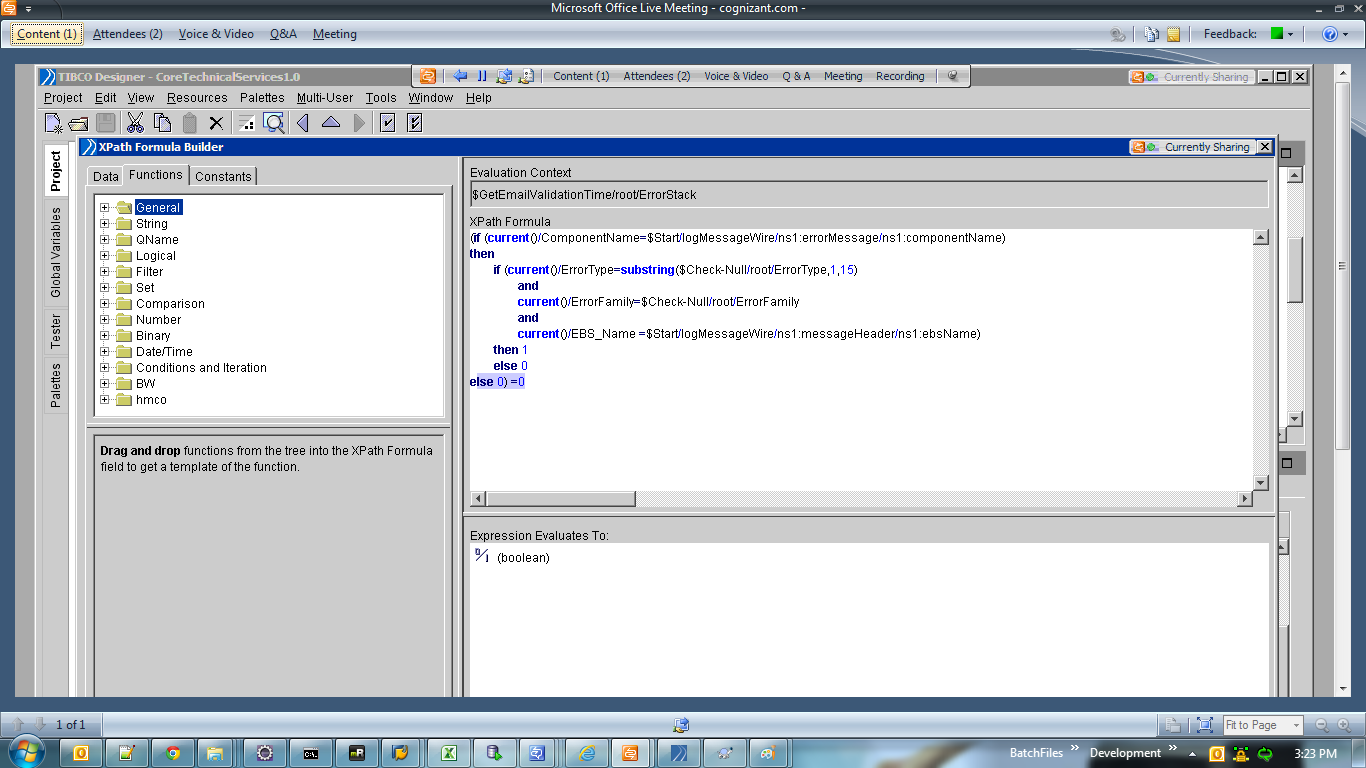 Microsoft Office Live Meeting - cognizant.com -
Content (1) Attendees (2) Voice & Video Q&A Meeting Feedback:
TIBCO Designer - CoreTechnicalServices1.0 Content (1) Attendees (2) Voice & Video Q & A Meeting Recording Currently Sharing
Project Edit View Resources Palettes Multi-User Tools Window Help
XPath Formula Builder Currently Sharing
Project
Global Variables
Tester
Palettes
Data Functions Constants
General
String
QName
Logical
Filter
Set
Comparison
Number
Binary
Date/Time
Conditions and Iteration
BW
hmco
Drag and drop functions from the tree into the XPath Formula
field to get a template of the function.
Evaluation Context
$GetEmailValidationTime/root/ErrorStack
XPath Formula
(if (current()/ComponentName=$Start/logMessageWire/ns1:errorMessage/ns1:componentName)
then
if (current()/ErrorType=substring($Check-Null/root/ErrorType,1,15)
and
current()/ErrorFamily=$Check-Null/root/ErrorFamily
and
current()/EBS_Name =$Start/logMessageWire/ns1:messageHeader/ns1:ebsName)
then 1
else 0
else 0) =0
Expression Evaluates To:
(boolean)
1 of 1 Fit to Page
BatchFiles Development 3:23 PM